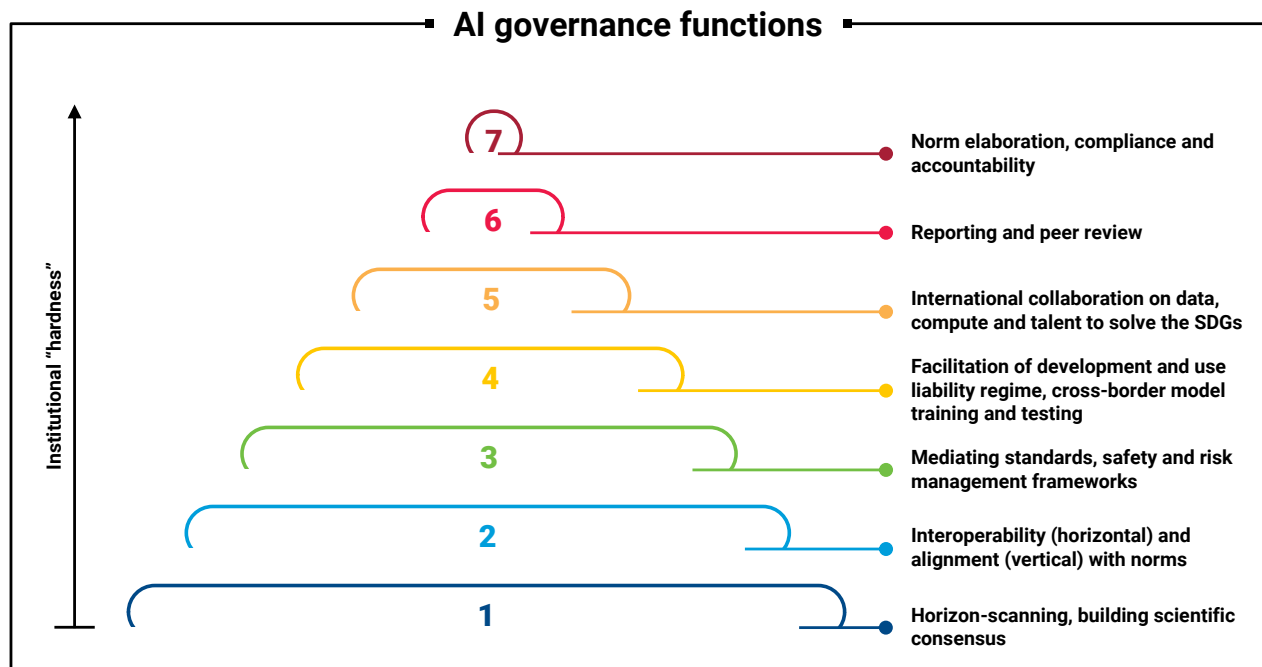 AI governance functions
Institutional “hardness”
7
Norm elaboration, compliance and
accountability
6
Reporting and peer review
5
International collaboration on data,
compute and talent to solve the SDGs
4
Facilitation of development and use
liability regime, cross-border model
training and testing
3
Mediating standards, safety and risk
management frameworks
2
Interoperability (horizontal) and
alignment (vertical) with norms
1
Horizon-scanning, building scientific
consensus